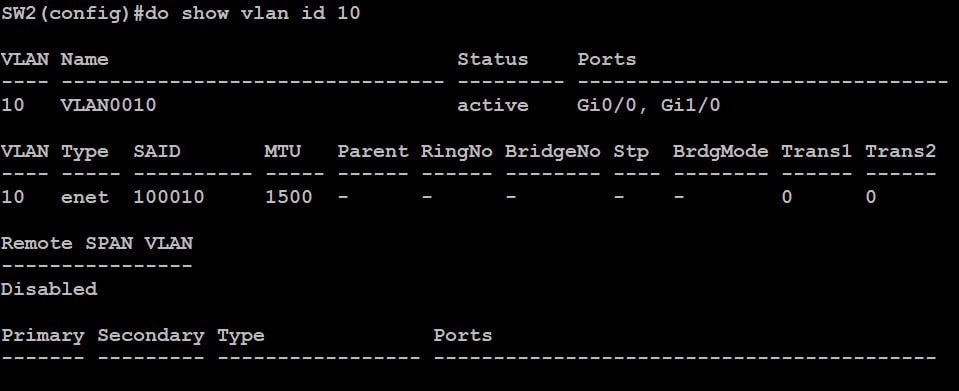 SW2(config)#do show vlan id 10
VLAN Name                             Status    Ports
---- -------------------------------- --------- -------------------------------
10   VLAN0010                         active    Gi0/0, Gi1/0
VLAN Type  SAID       MTU   Parent RingNo BridgeNo Stp  BrdgMode Trans1 Trans2
---- ----- ---------- ----- ------ ------ -------- ---- -------- ------ ------
10   enet  100010     1500  -      -      -        -    -        0      0
Remote SPAN VLAN
----------------
Disabled
Primary Secondary Type              Ports
------- --------- ----------------- ------------------------------------------